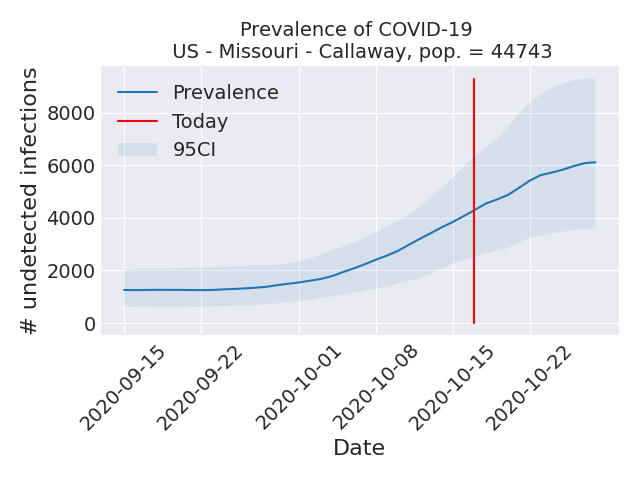 Prevalence of COVID-19
US - Missouri - Callaway, pop. = 44743
# undetected infections
8000
6000
4000
2000
0
Prevalence
Today
95CI
2020-09-15
2020-09-22
2020-10-01
2020-10-08
2020-10-15
2020-10-22
Date